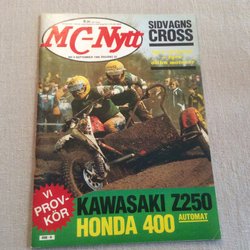 MC-Nytt
SIDVAGNS
CROSS
VI
PROV-
KÖR
KAWASAKI Z250
HONDA 400 AUTOMAT